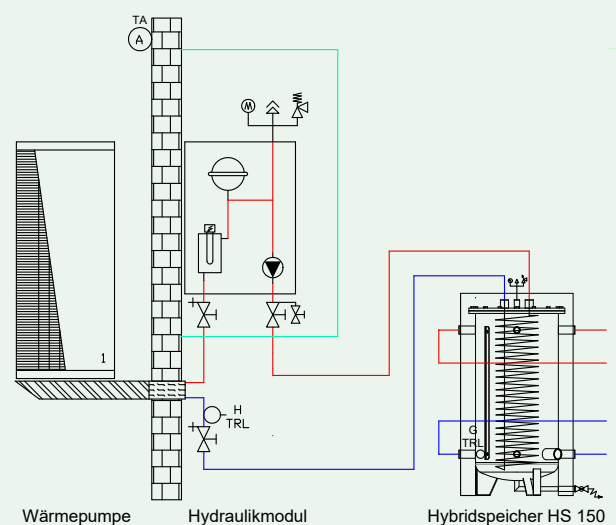 TA
A
M
1
H
TRL
G
TRL
Wärmepumpe
Hydraulikmodul
Hybridspeicher HS 150